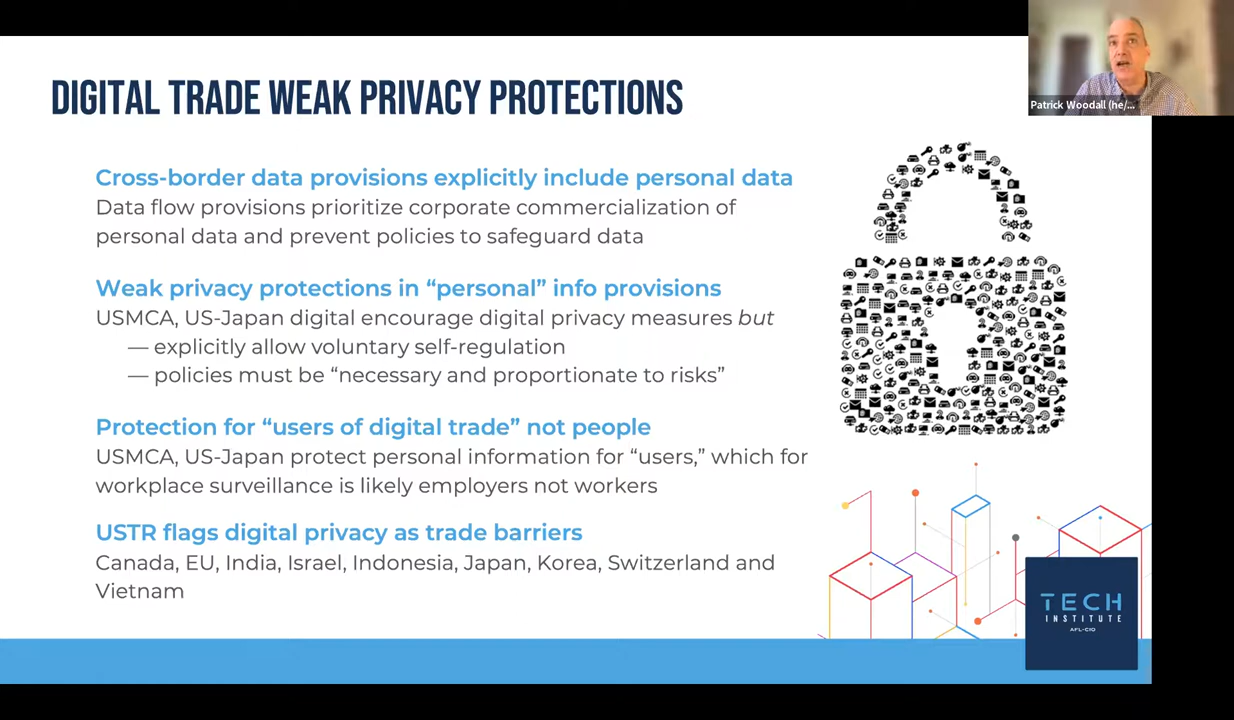 DIGITAL TRADE WEAK PRIVACY PROTECTIONS
Patrick Woodall (he/...
Cross-border data provisions explicitly include personal data
Data flow provisions prioritize corporate commercialization of
personal data and prevent policies to safeguard data
Weak privacy protections in “personal” info provisions
USMCA, US-Japan digital encourage digital privacy measures but
— explicitly allow voluntary self-regulation
— policies must be “necessary and proportionate to risks”
Protection for “users of digital trade” not people
USMCA, US-Japan protect personal information for “users,” which for
workplace surveillance is likely employers not workers
USTR flags digital privacy as trade barriers
Canada, EU, India, Israel, Indonesia, Japan, Korea, Switzerland and
Vietnam
TECH
INSTITUTE
AFL-CIO